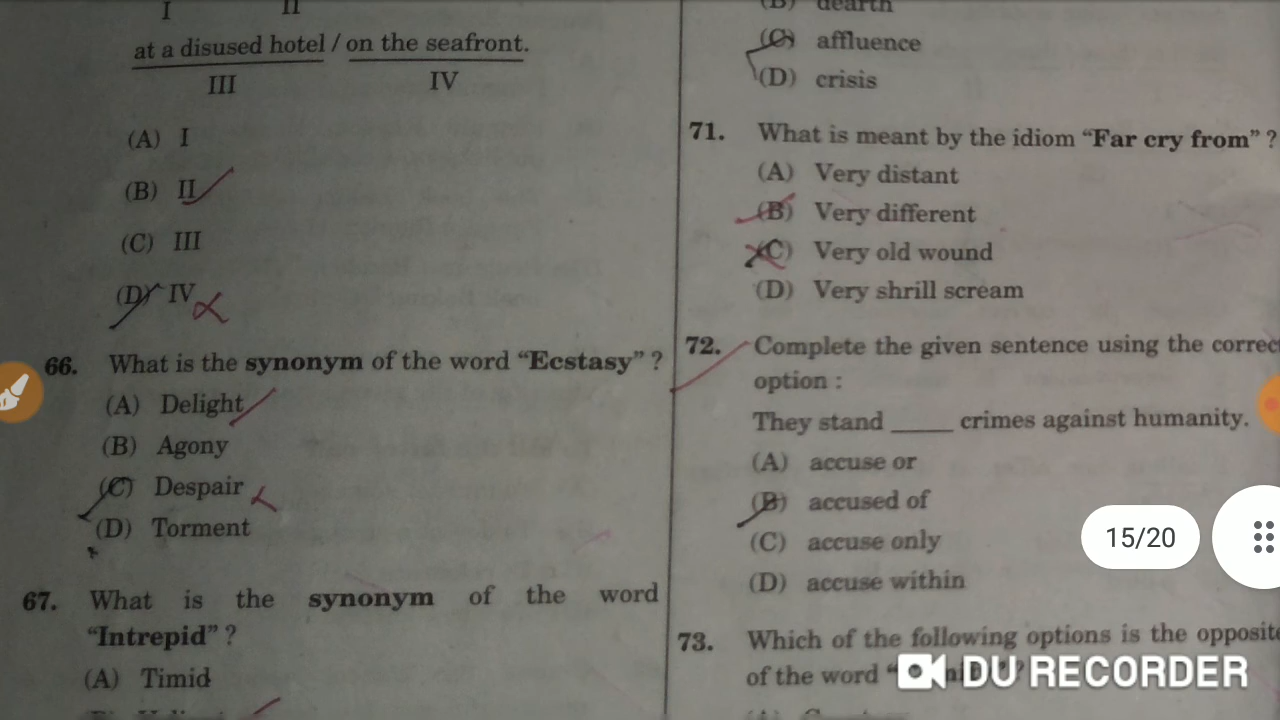 I II
at a disused hotel / on the seafront.
III IV
(A) I
(B) II
(C) III
(D) IV
66. What is the synonym of the word “Ecstasy” ?
(A) Delight
(B) Agony
(C) Despair
(D) Torment
67. What is the synonym of the word
“Intrepid” ?
(A) Timid
(B) dearth
(C) affluence
(D) crisis
71. What is meant by the idiom “Far cry from” ?
(A) Very distant
(B) Very different
(C) Very old wound
(D) Very shrill scream
72. Complete the given sentence using the correc
option :
They stand _____ crimes against humanity.
(A) accuse or
(B) accused of
(C) accuse only
(D) accuse within
73. Which of the following options is the opposite
of the word “
15/20
DU RECORDER